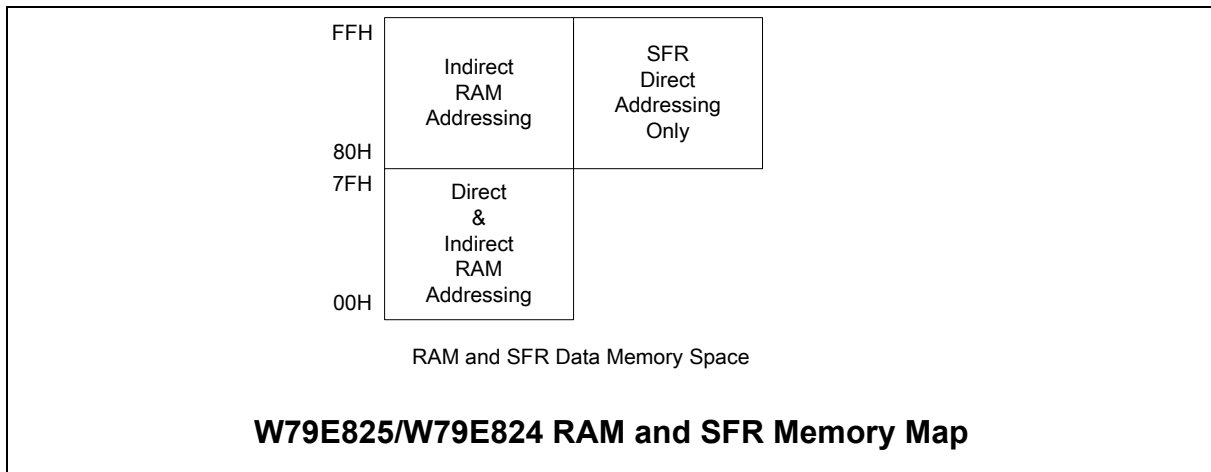 FFH
Indirect
RAM
Addressing
SFR
Direct
Addressing
Only
80H
7FH
Direct
&
Indirect
RAM
Addressing
00H
RAM and SFR Data Memory Space
W79E825/W79E824 RAM and SFR Memory Map